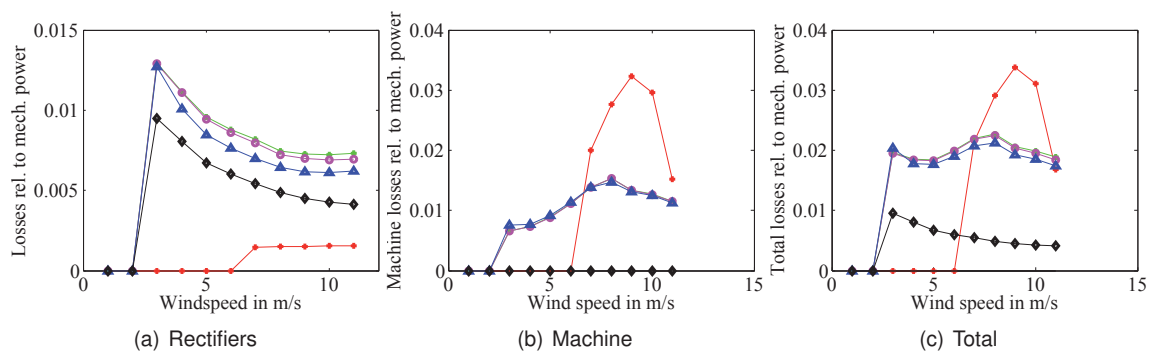 0.015
0.01
0.005
0
0 5 10
Losses rel. to mech. power
Windspeed in m/s
(a) Rectifiers
0.04
0.03
0.02
0.01
0
0 5 10 15
Machine losses rel. to mech. power
Wind speed in m/s
(b) Machine
0.04
0.03
0.02
0.01
0
0 5 10 15
Total losses rel. to mech. power
Wind speed in m/s
(c) Total